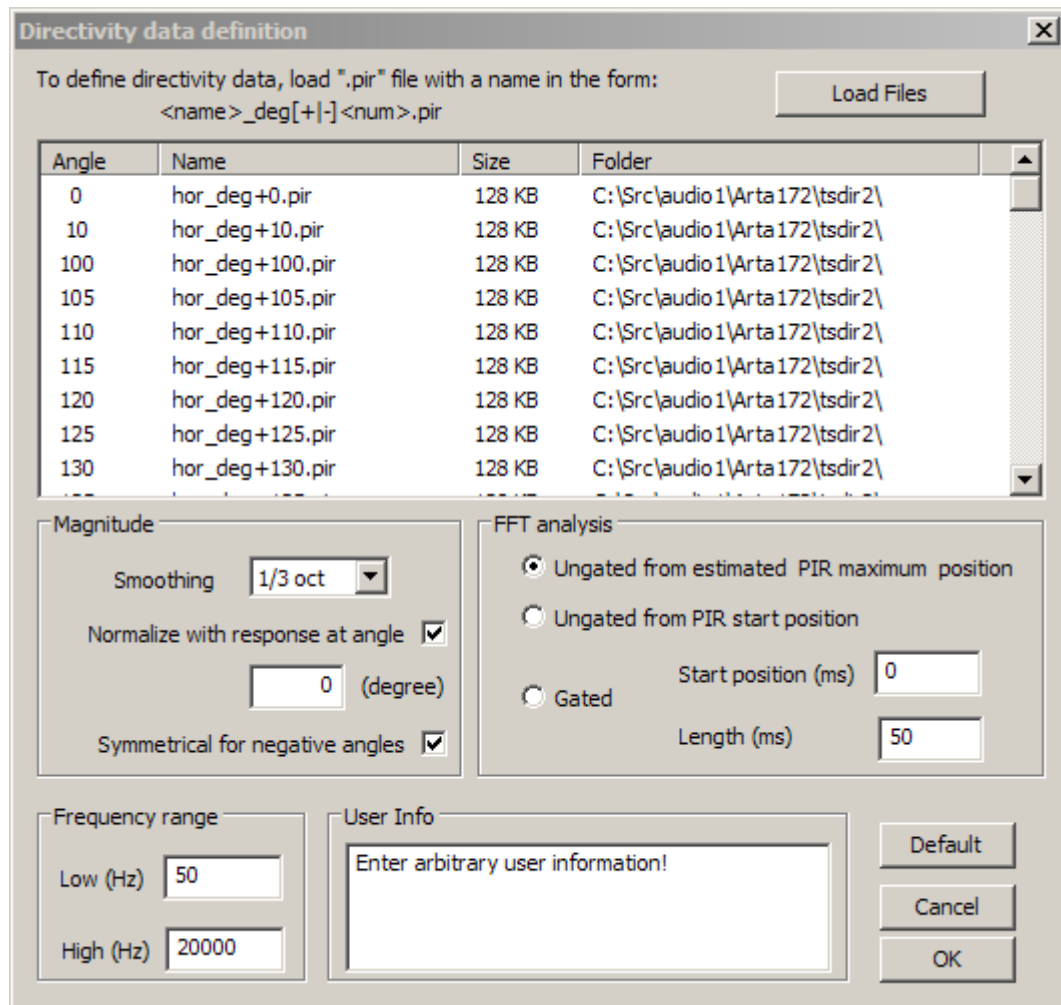 Directivity data definition
To define directivity data, load ".pir" file with a name in the form:
<name>_deg[+|-]<num>.pir
Load Files
Angle Name Size Folder
0 hor_deg+0.pir 128 KB C:\Src\audio1\Arta172\tsdir2\
10 hor_deg+10.pir 128 KB C:\Src\audio1\Arta172\tsdir2\
100 hor_deg+100.pir 128 KB C:\Src\audio1\Arta172\tsdir2\
105 hor_deg+105.pir 128 KB C:\Src\audio1\Arta172\tsdir2\
110 hor_deg+110.pir 128 KB C:\Src\audio1\Arta172\tsdir2\
115 hor_deg+115.pir 128 KB C:\Src\audio1\Arta172\tsdir2\
120 hor_deg+120.pir 128 KB C:\Src\audio1\Arta172\tsdir2\
125 hor_deg+125.pir 128 KB C:\Src\audio1\Arta172\tsdir2\
130 hor_deg+130.pir 128 KB C:\Src\audio1\Arta172\tsdir2\
Magnitude
Smoothing 1/3 oct
Normalize with response at angle
0 (degree)
Symmetrical for negative angles
FFT analysis
Ungated from estimated PIR maximum position
Ungated from PIR start position
Gated
Start position (ms) 0
Length (ms) 50
Frequency range
Low (Hz) 50
High (Hz) 20000
User Info
Enter arbitrary user information!
Default
Cancel
OK